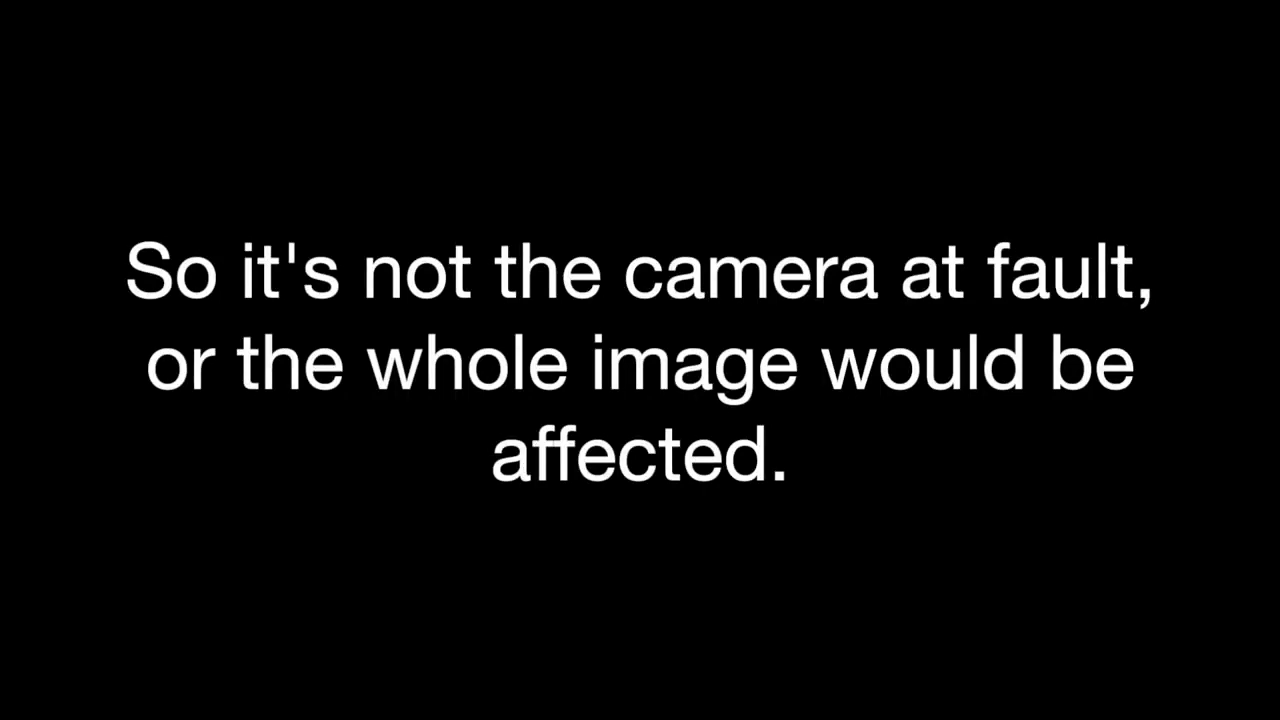 So it's not the camera at fault,
or the whole image would be
affected.